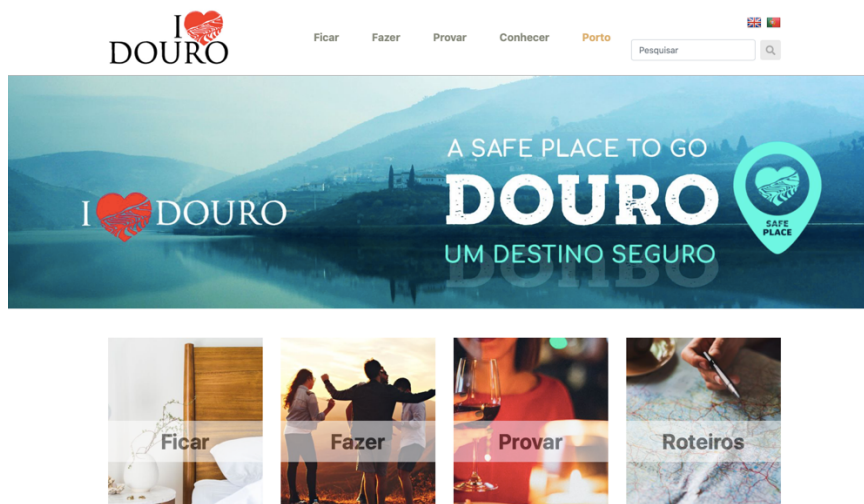 I
DOURO
Ficar
Fazer
Provar
Conhecer
Porto
Pesquisar
I DOURO
A SAFE PLACE TO GO
DOURO
UM DESTINO SEGURO
SAFE
PLACE
Ficar
Fazer
Provar
Roteiros